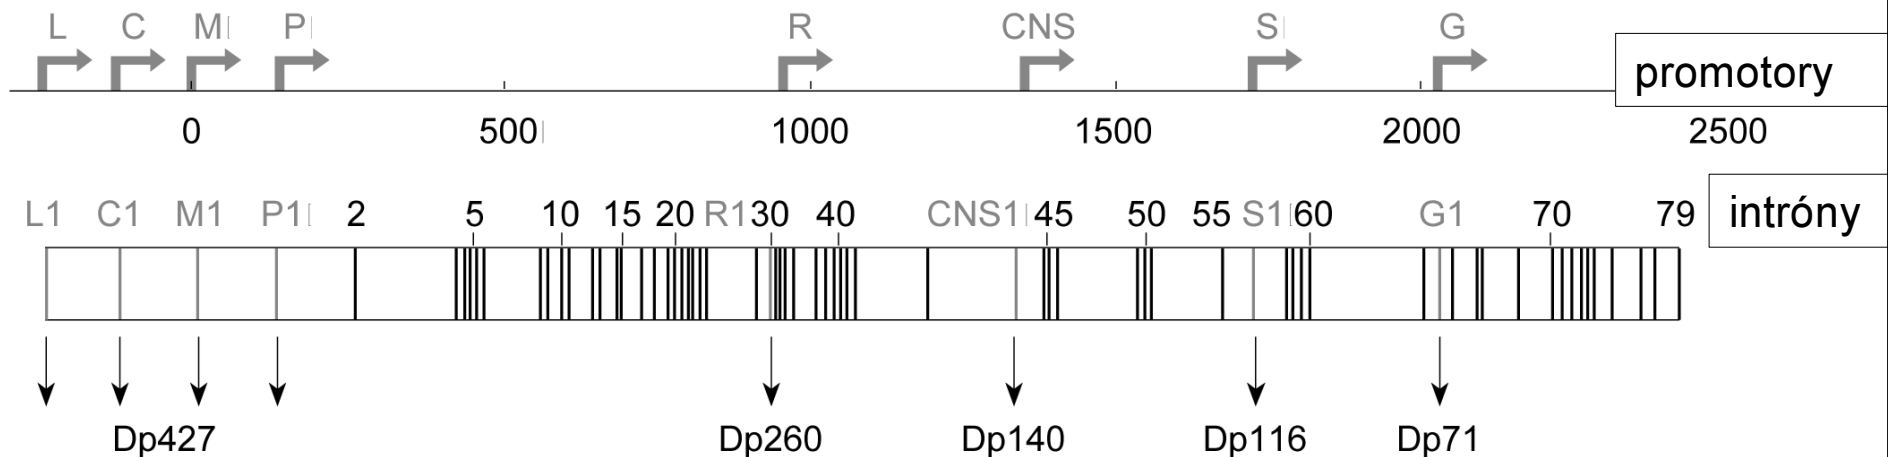 L C M P R CNS S G
promotory
0 500 1000 1500 2000 2500
L1 C1 M1 P1 2 5 10 15 20 R1 30 40 CNS1 45 50 55 S1 60 G1 70 79
intróny
Dp427 Dp260 Dp140 Dp116 Dp71